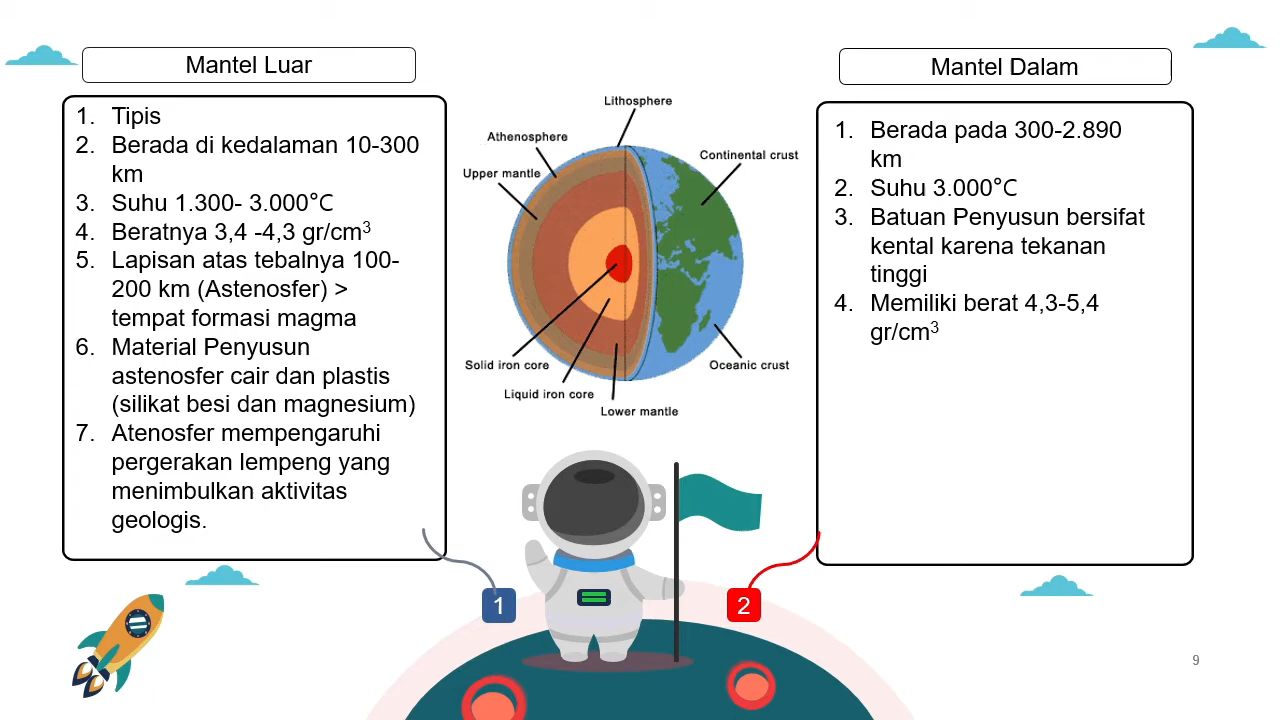 Mantel Luar
1. Tipis
2. Berada di kedalaman 10-300
km
3. Suhu 1.300- 3.000°C
4. Beratnya 3,4 -4,3 gr/cm³
5. Lapisan atas tebalnya 100-
200 km (Astenosfer) >
tempat formasi magma
6. Material Penyusun
astenosfer cair dan plastis
(silikat besi dan magnesium)
7. Atenosfer mempengaruhi
pergerakan lempeng yang
menimbulkan aktivitas
geologis.
Lithosphere
Athenosphere
Continental crust
Upper mantle
Solid iron core
Oceanic crust
Liquid iron core
Lower mantle
Mantel Dalam
1. Berada pada 300-2.890
km
2. Suhu 3.000°C
3. Batuan Penyusun bersifat
kental karena tekanan
tinggi
4. Memiliki berat 4,3-5,4
gr/cm³
1
2
9